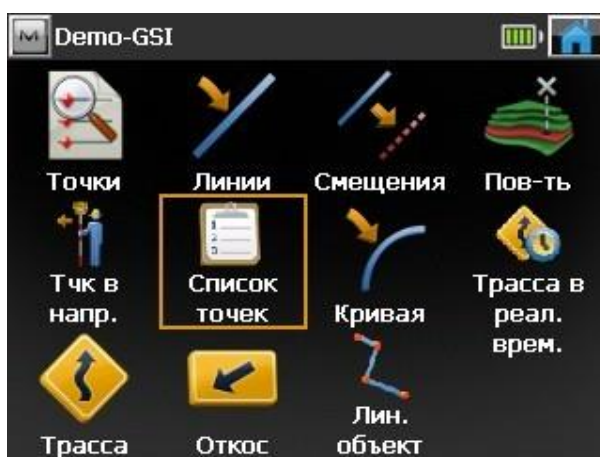 Demo-GSI
Точки
Линии
Смещения
Пов-ть
Тчк в
напр.
Список
точек
Кривая
Трасса в
реал.
врем.
Трасса
Откос
Лин.
объект